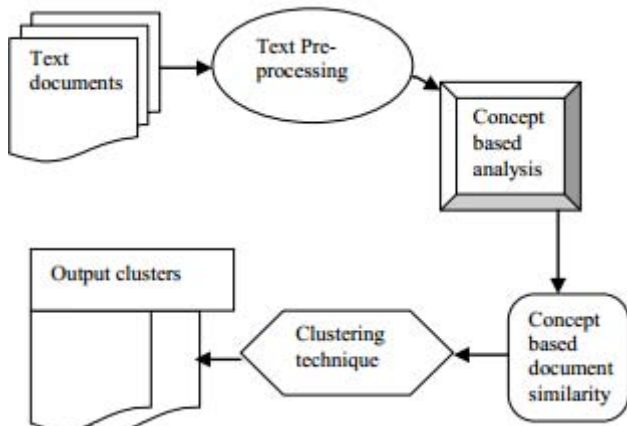 Text
documents
Text Pre-
processing
Concept
based
analysis
Concept
based
document
similarity
Clustering
technique
Output clusters